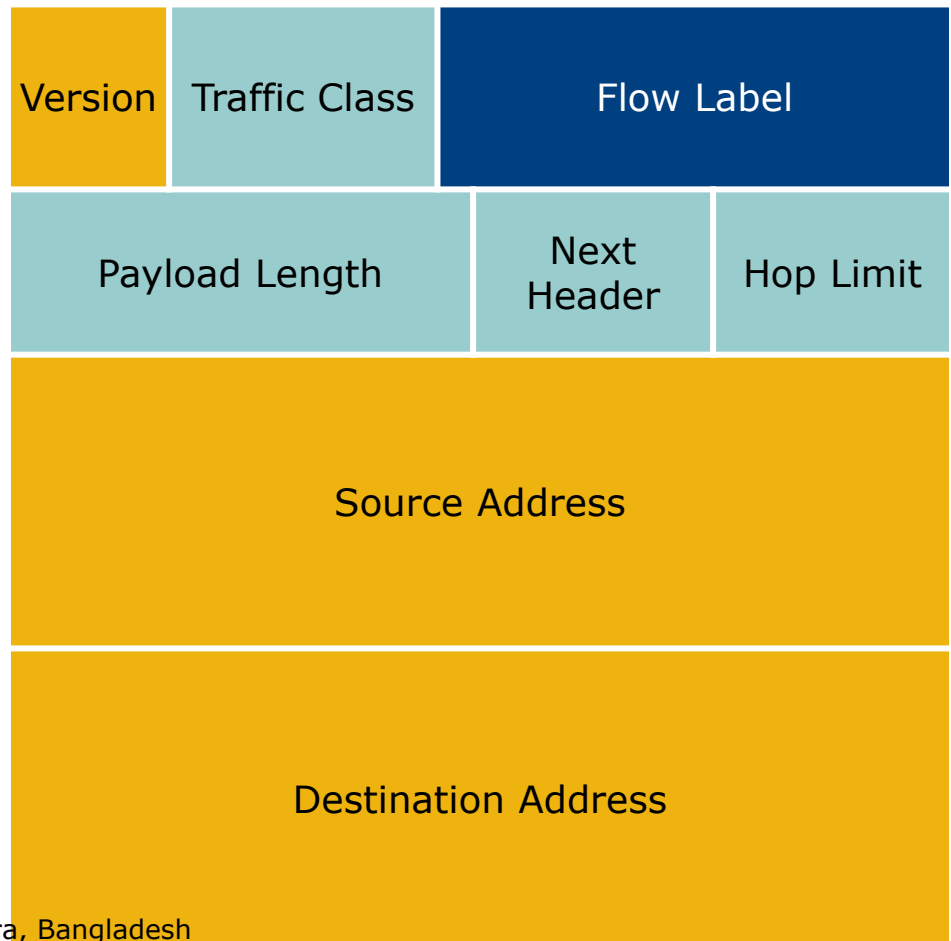 Version
Traffic Class
Flow Label
Payload Length
Next
Header
Hop Limit
Source Address
Destination Address
Bangladesh